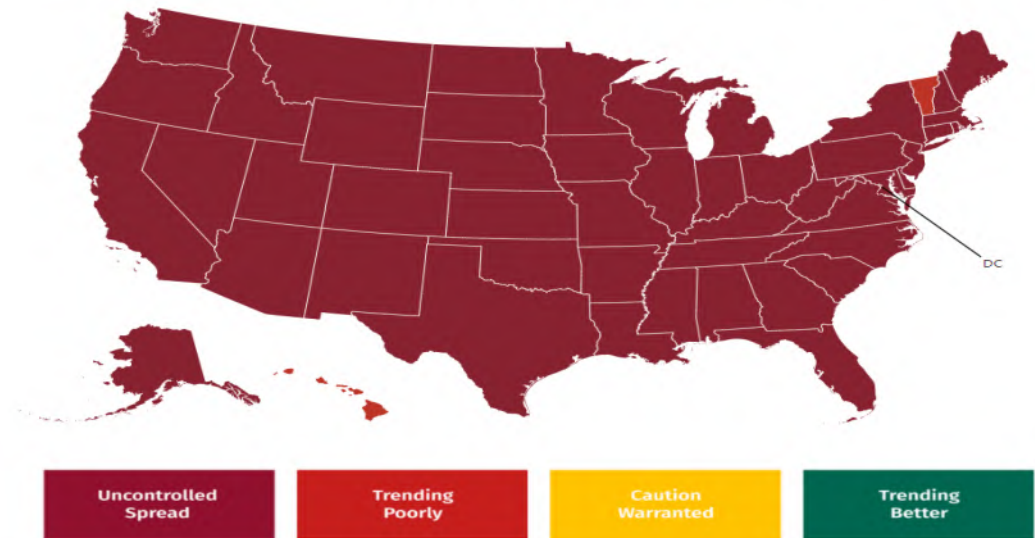 DC
Uncontrolled
Spread
Trending
Poorly
Caution
Warranted
Trending
Better